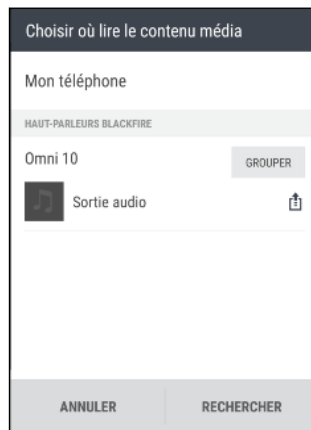 Choisir où lire le contenu média
Mon téléphone
HAUT-PARLEURS BLACKFIRE
Omni 10
GROUPER
Sortie audio
ANNULER
RECHERCHER